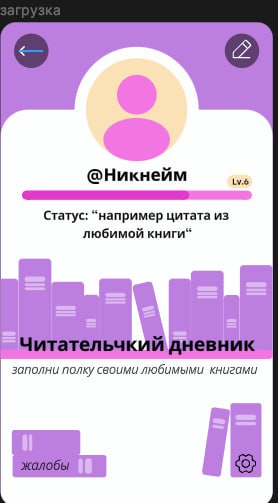 загрузка
@Никнейм
Lv.6
Статус: “например цитата из
любимой книги“
Читательчкий дневник
заполни полку своими любимыми книгами
жалобы